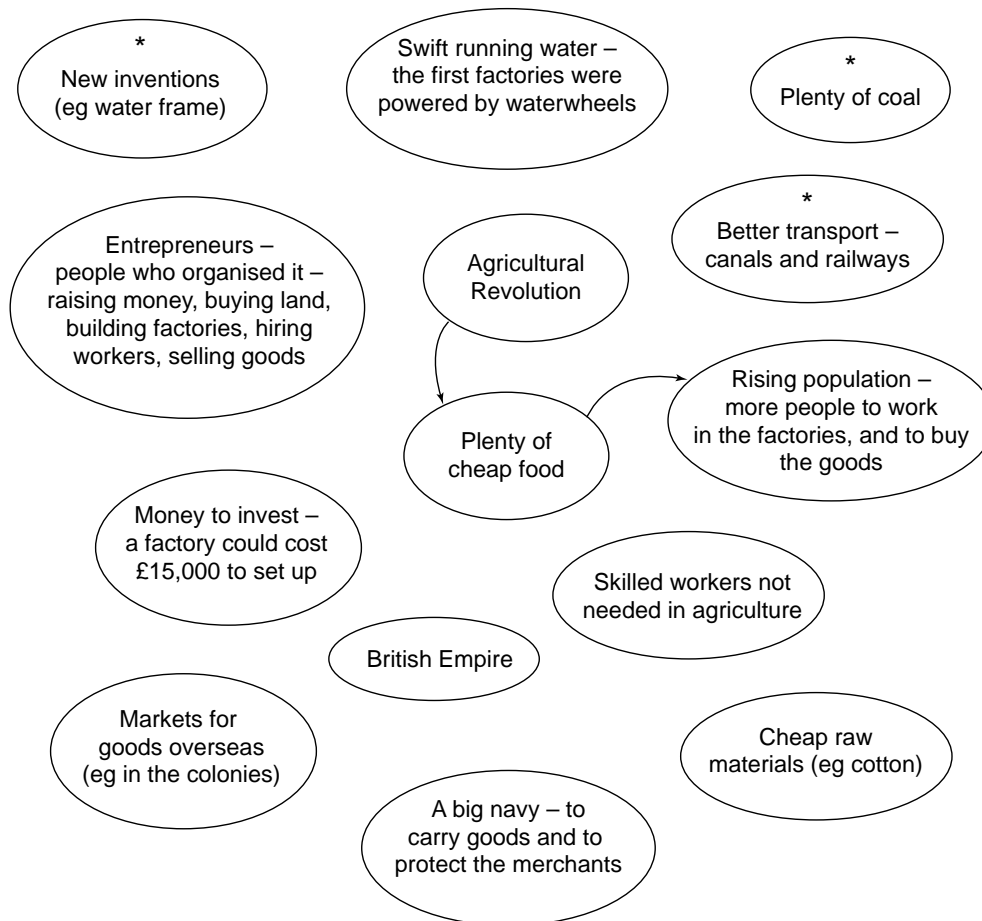 *
New inventions
(eg water frame)
Swift running water –
the first factories were
powered by waterwheels
*
Plenty of coal
Entrepreneurs –
people who organised it –
raising money, buying land,
building factories, hiring
workers, selling goods
Agricultural
Revolution
*
Better transport –
canals and railways
Plenty of
cheap food
Rising population –
more people to work
in the factories, and to buy
the goods
Money to invest –
a factory could cost
£15,000 to set up
Skilled workers not
needed in agriculture
British Empire
Markets for
goods overseas
(eg in the colonies)
Cheap raw
materials (eg cotton)
A big navy – to
carry goods and to
protect the merchants